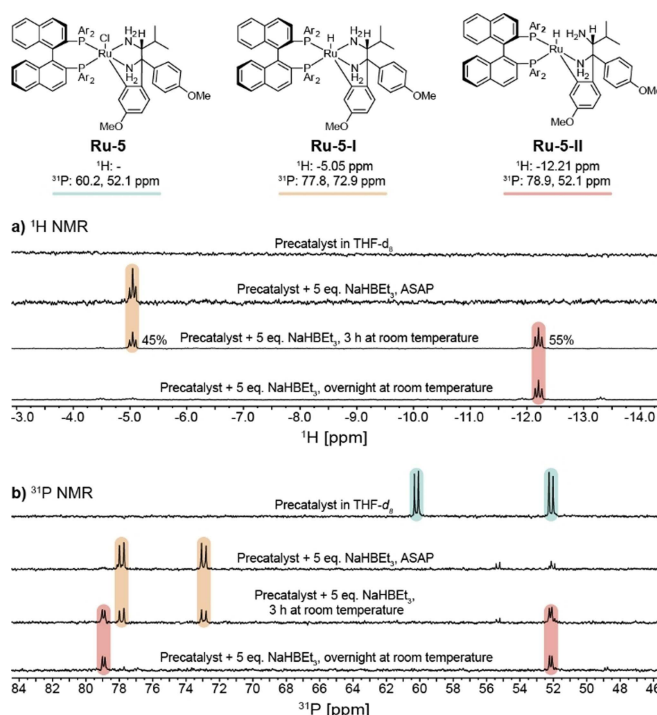 Cl
H
H
Ar₂ NH₂ H
Ar₂ NH₂ H
Ar₂ H₂N H
P
P
P
Ru
Ru
Ru
P
P
P
Ar₂ NH₂
Ar₂ NH₂
Ar₂ NH₂
OMe
OMe
OMe
MeO
MeO
MeO
Ru-5
Ru-5-I
Ru-5-II
¹H: -
¹H: -5.05 ppm
¹H: -12.21 ppm
³¹P: 60.2, 52.1 ppm
³¹P: 77.8, 72.9 ppm
³¹P: 78.9, 52.1 ppm
a) ¹H NMR
Precatalyst in THF-d₈
Precatalyst + 5 eq. NaHBEt₃, ASAP
45% Precatalyst + 5 eq. NaHBEt₃, 3 h at room temperature 55%
Precatalyst + 5 eq. NaHBEt₃, overnight at room temperature
-3.0 -4.0 -5.0 -6.0 -7.0 -8.0 -9.0 -10.0 -11.0 -12.0 -13.0 -14.0
¹H [ppm]
b) ³¹P NMR
Precatalyst in THF-d₈
Precatalyst + 5 eq. NaHBEt₃, ASAP
Precatalyst + 5 eq. NaHBEt₃,
3 h at room temperature
Precatalyst + 5 eq. NaHBEt₃, overnight at room temperature
84 82 80 78 76 74 72 70 68 66 64 62 60 58 56 54 52 50 48 46
³¹P [ppm]